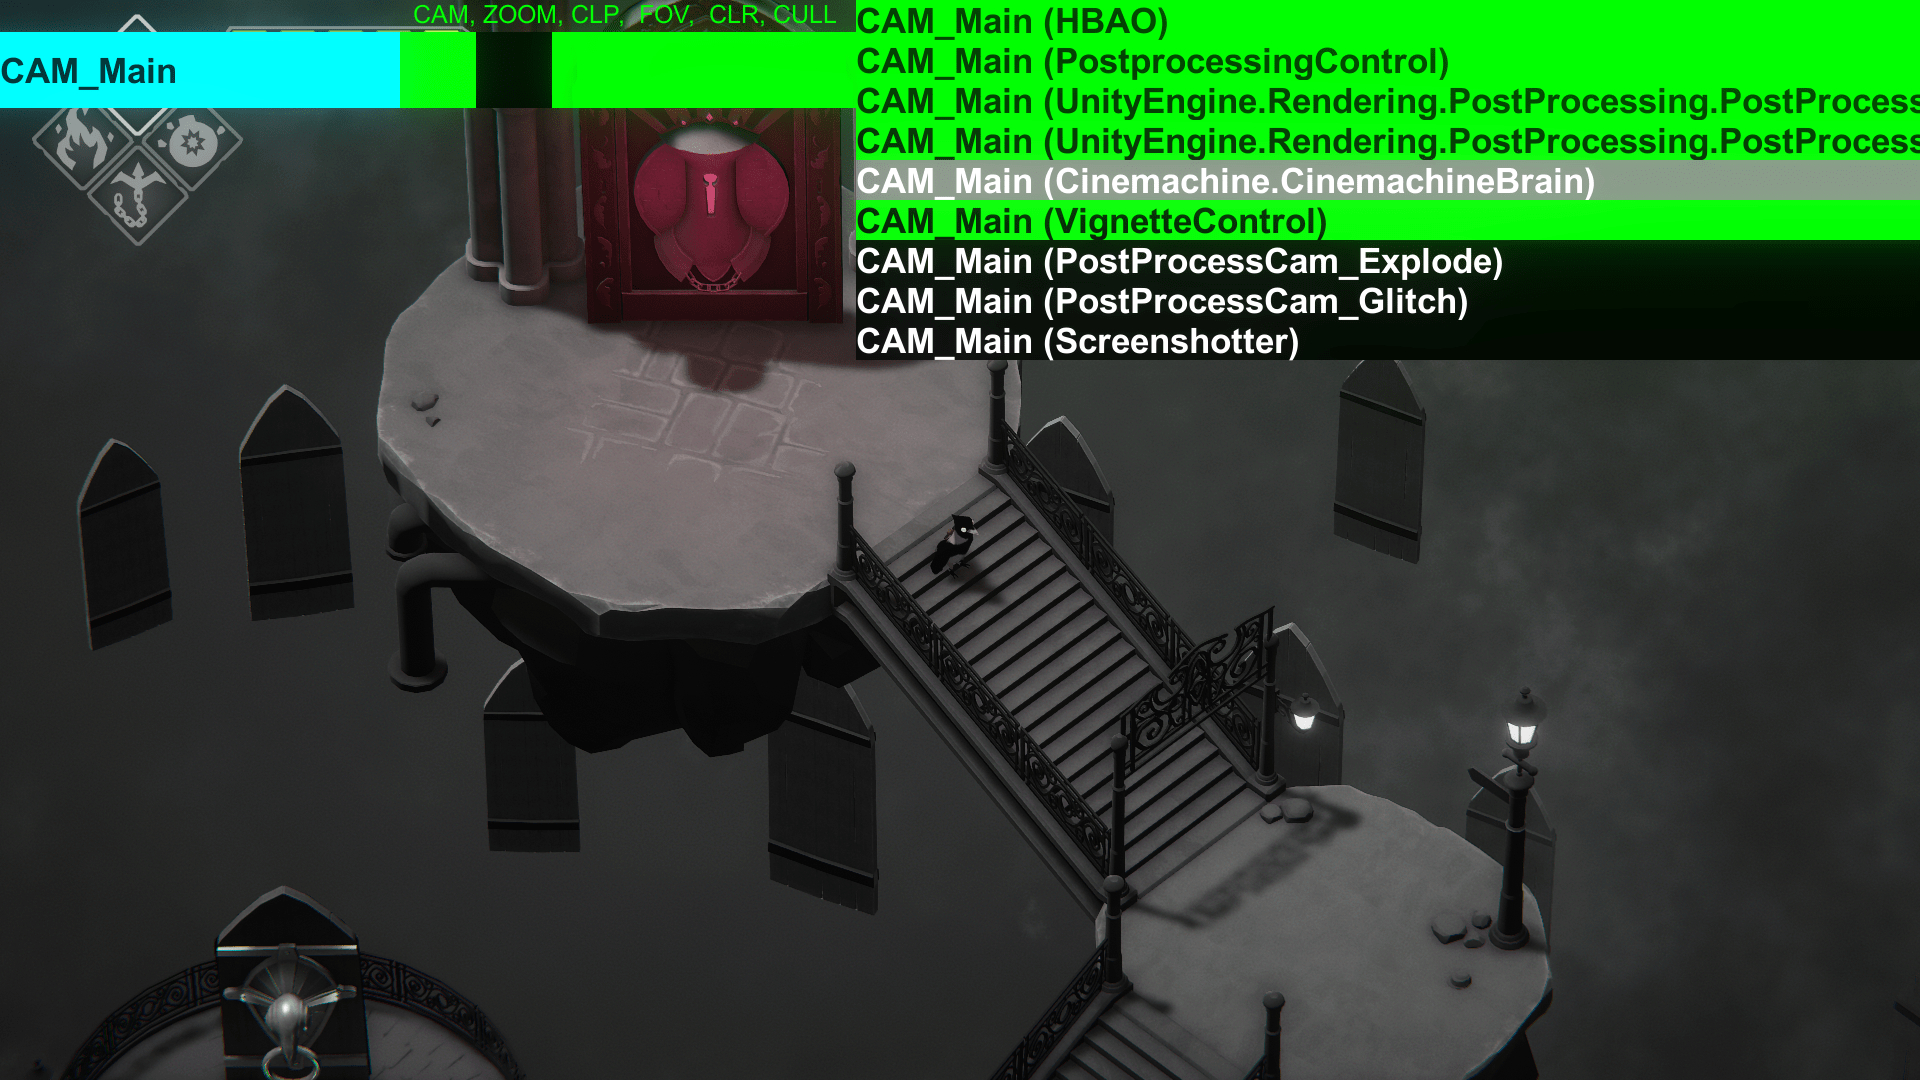 CAM, ZOOM, CLP, FOV, CLR, CULL
CAM_Main
CAM_Main (HBAO)
CAM_Main (PostprocessingControl)
CAM_Main (UnityEngine.Rendering.PostProcessing.PostProcess
CAM_Main (UnityEngine.Rendering.PostProcessing.PostProcess
CAM_Main (Cinemachine.CinemachineBrain)
CAM_Main (VignetteControl)
CAM_Main (PostProcessCam_Explode)
CAM_Main (PostProcessCam_Glitch)
CAM_Main (Screenshotter)